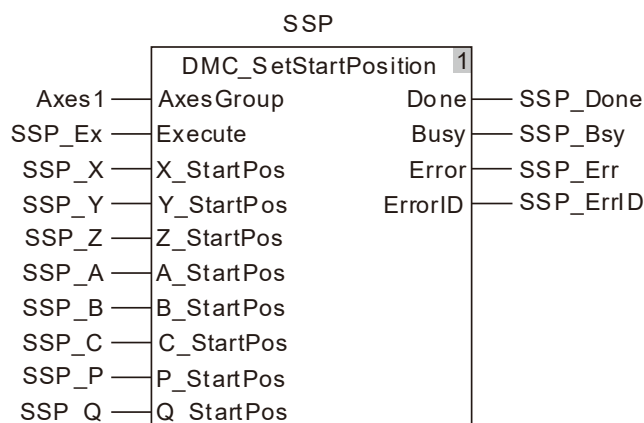 SSP
DMC_SetStartPosition 1
Axes1 AxesGroup Done SSP_Done
SSP_Ex Execute Busy SSP_Bsy
SSP_X X_StartPos Error SSP_Err
SSP_Y Y_StartPos ErrorID SSP_ErrID
SSP_Z Z_StartPos
SSP_A A_StartPos
SSP_B B_StartPos
SSP_C C_StartPos
SSP_P P_StartPos
SSP_Q Q_StartPos